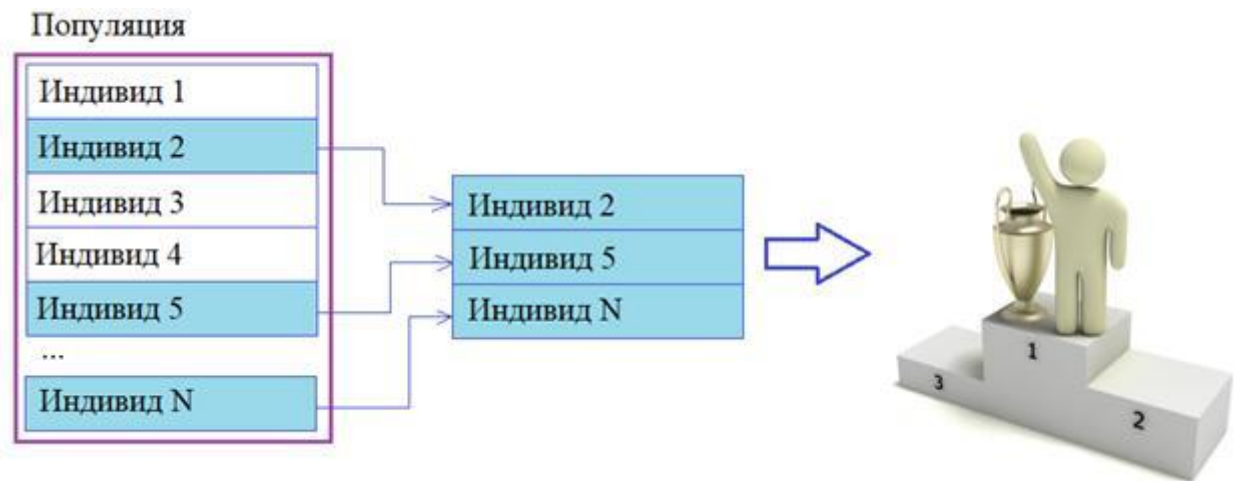 Популяция
Индивид 1
Индивид 2
Индивид 3
Индивид 4
Индивид 5
...
Индивид N
Индивид 2
Индивид 5
Индивид N
1
3
2